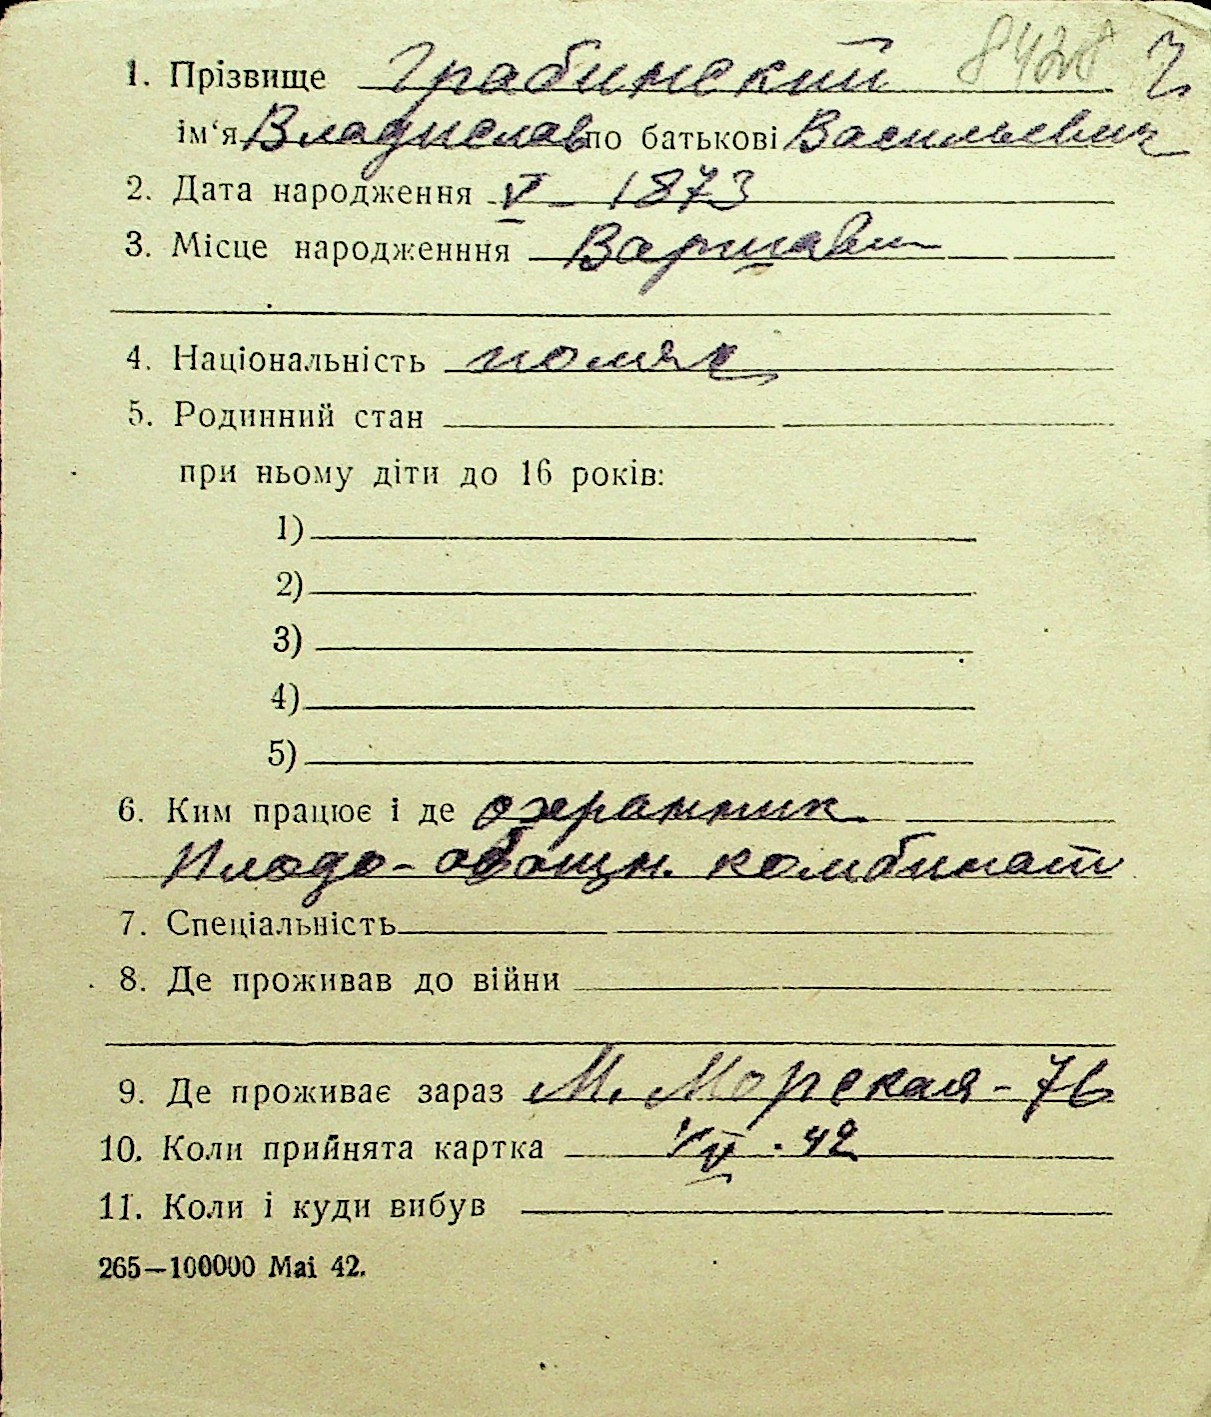 1. Прізвище Грабинский 8428
ім‘я Владислав по батькові Васильевич
2. Дата народження V – 1873
3. Місце народженння Варшава
4. Національність поляк
5. Родинний стан
при ньому діти до 16 років:
1)
2)
3)
4)
5)
6. Ким працює і де охранник
Плодо-овощн. комбинат
7. Спеціальність
8. Де проживав до війни
9. Де проживає зараз М. Морская – 76
10. Коли прийнята картка V . 42
11. Коли і куди вибув
265—100000 Mai 42.